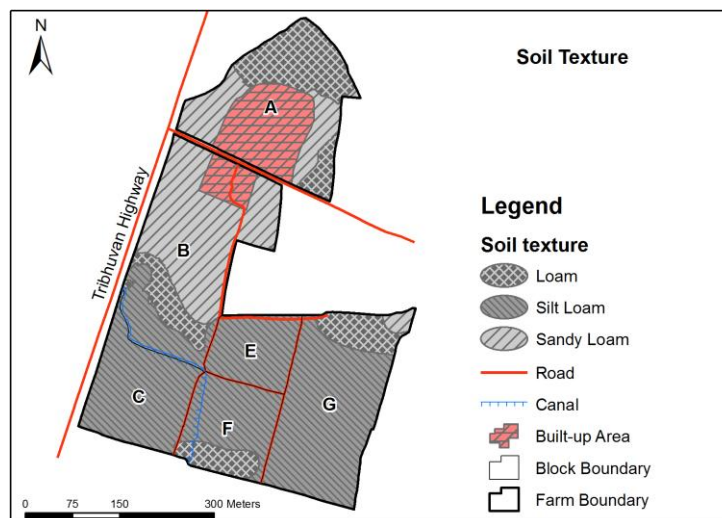 N
Soil Texture
A
Tribhuvan Highway
B
E
C
F
G
Legend
Soil texture
Loam
Silt Loam
Sandy Loam
Road
Canal
Built-up Area
Block Boundary
Farm Boundary
0 75 150 300 Meters